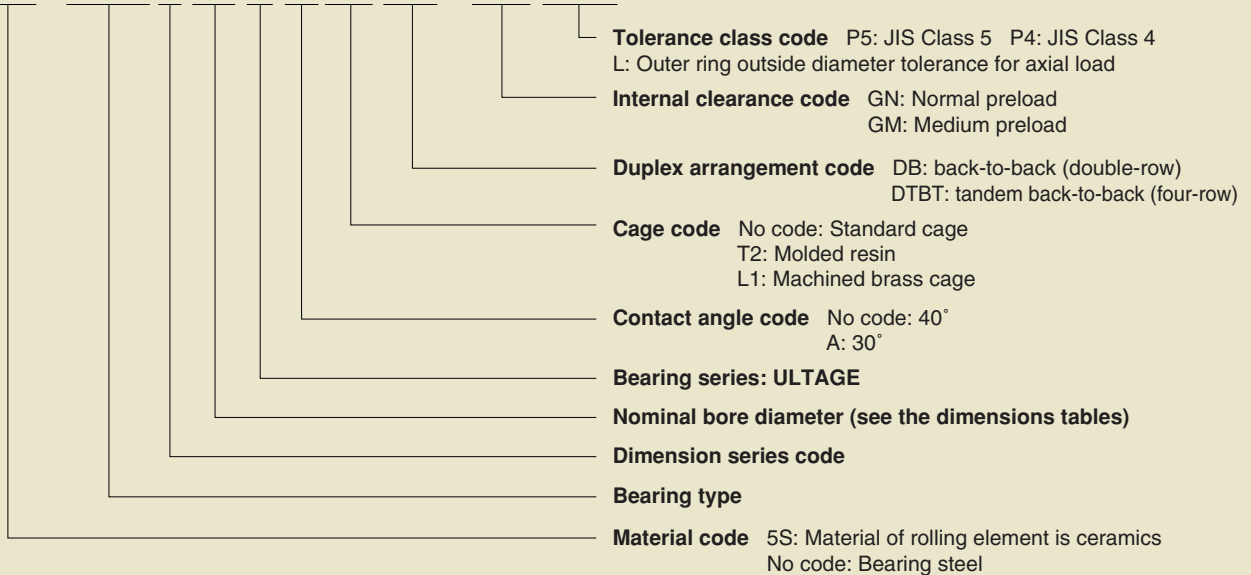 Tolerance class code P5: JIS Class 5 P4: JIS Class 4
L: Outer ring outside diameter tolerance for axial load
Internal clearance code GN: Normal preload
GM: Medium preload
Duplex arrangement code DB: back-to-back (double-row)
DTBT: tandem back-to-back (four-row)
Cage code No code: Standard cage
T2: Molded resin
L1: Machined brass cage
Contact angle code No code: 40˚
A: 30˚
Bearing series: ULTAGE
Nominal bore diameter (see the dimensions tables)
Dimension series code
Bearing type
Material code 5S: Material of rolling element is ceramics
No code: Bearing steel